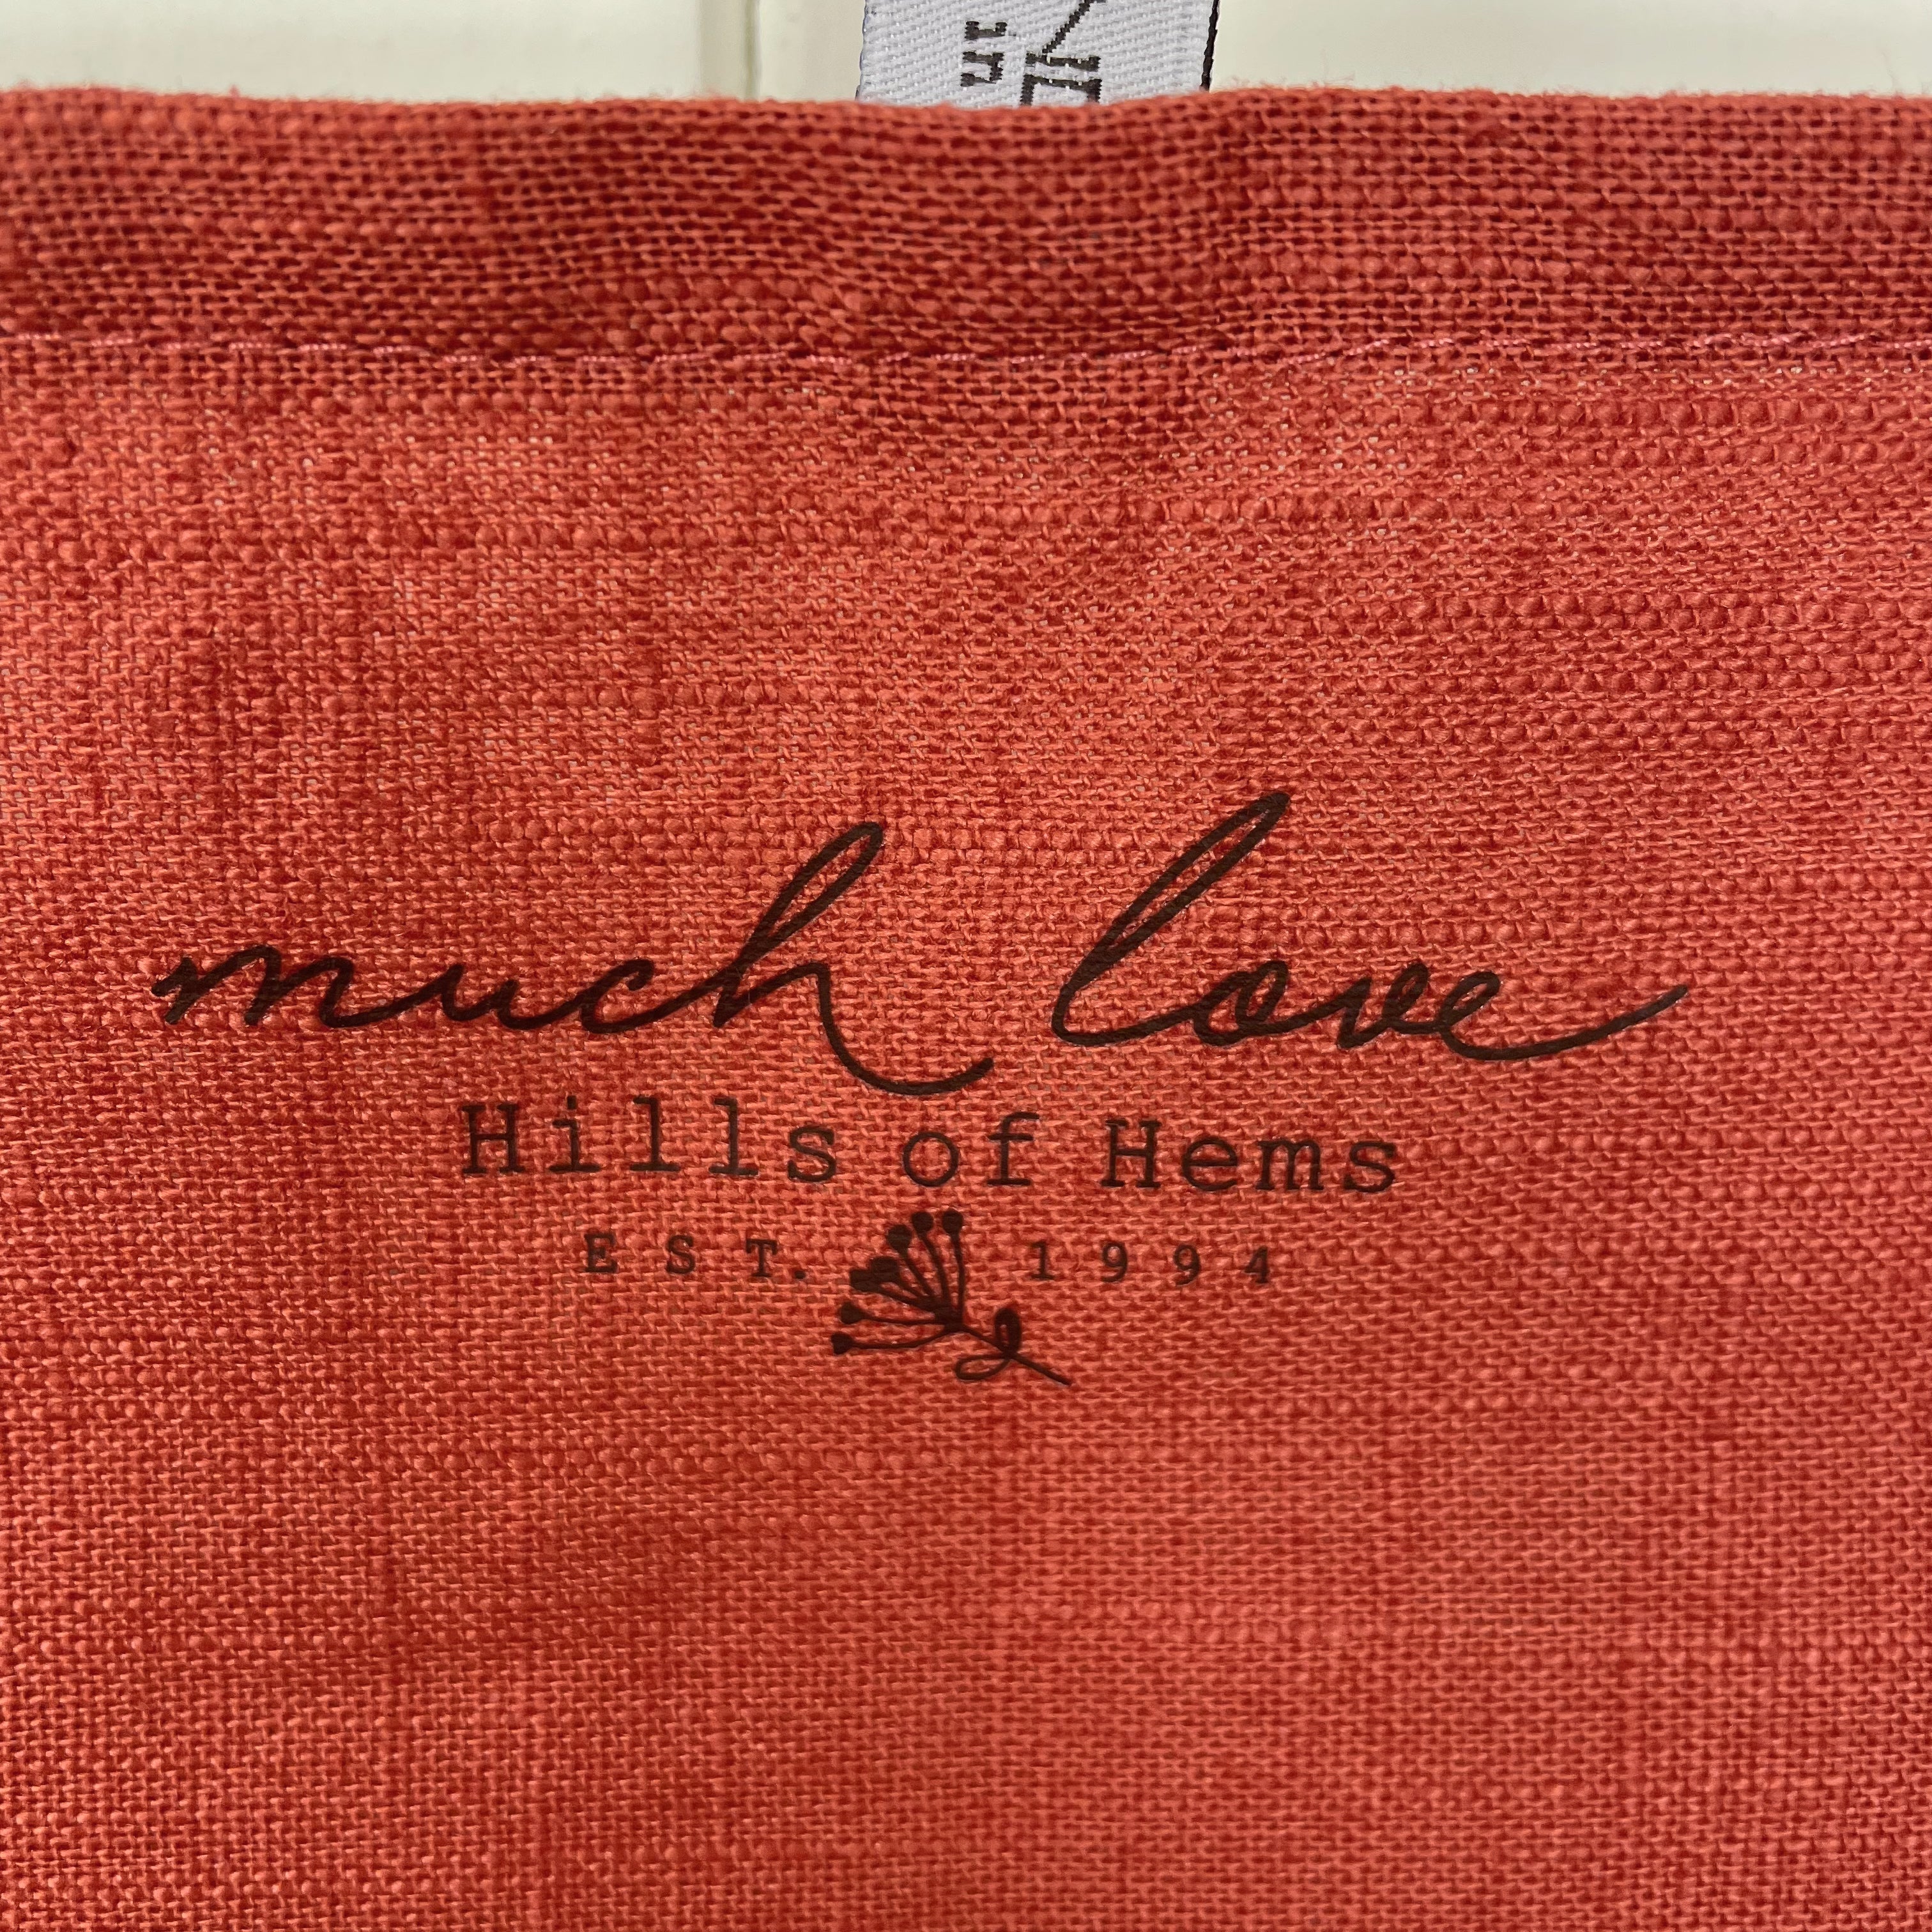 much love
Hills of Hems
EST. 1994